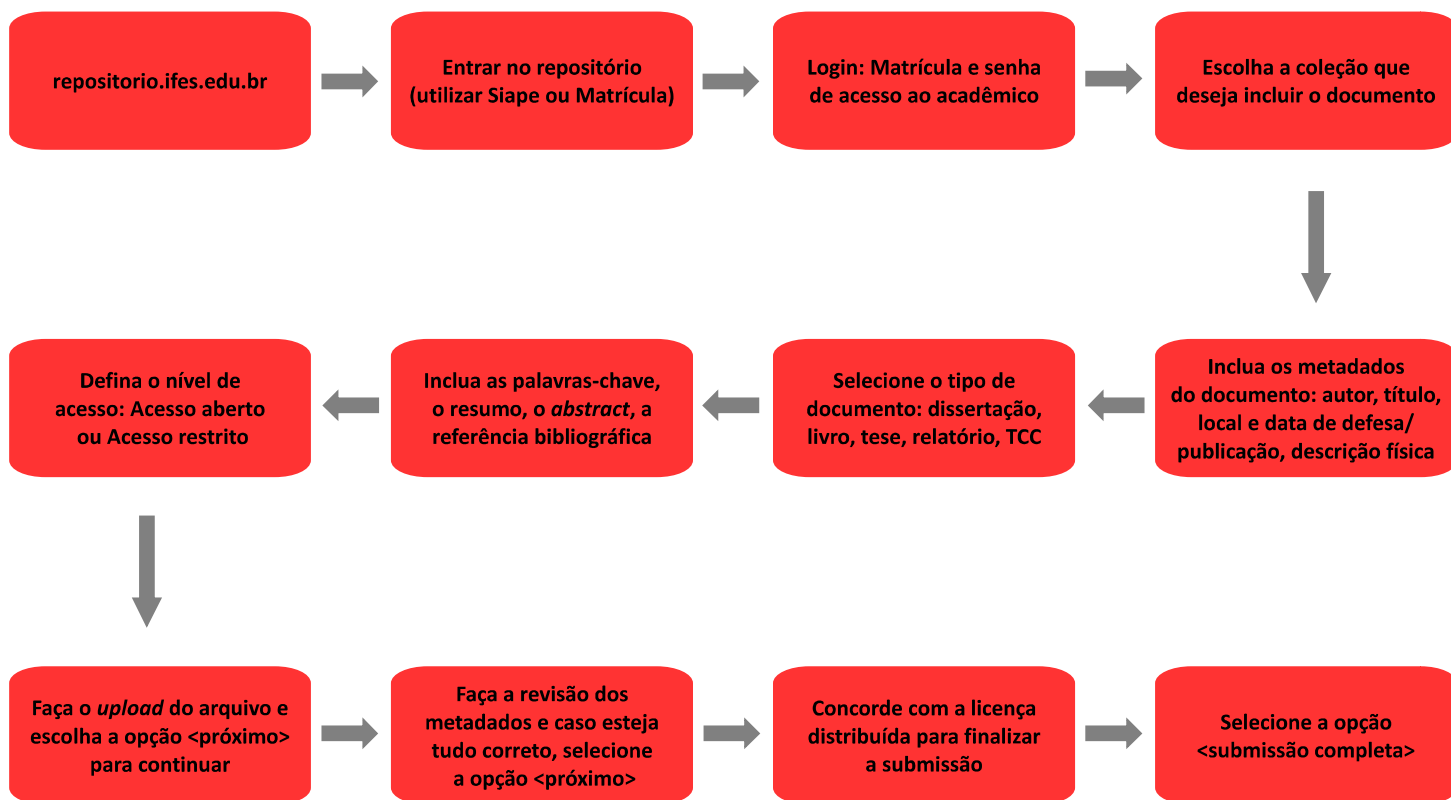 repositorio.ifes.edu.br
Entrar no repositório
(utilizar Siape ou Matrícula)
Login: Matrícula e senha
de acesso ao acadêmico
Escolha a coleção que
deseja incluir o documento
Inclua os metadados
do documento: autor, título,
local e data de defesa/
publicação, descrição física
Selecione o tipo de
documento: dissertação,
livro, tese, relatório, TCC
Inclua as palavras-chave,
o resumo, o abstract, a
referência bibliográfica
Defina o nível de
acesso: Acesso aberto
ou Acesso restrito
Faça o upload do arquivo e
escolha a opção <próximo>
para continuar
Faça a revisão dos
metadados e caso esteja
tudo correto, selecione
a opção <próximo>
Concorde com a licença
distribuída para finalizar
a submissão
Selecione a opção
<submissão completa>